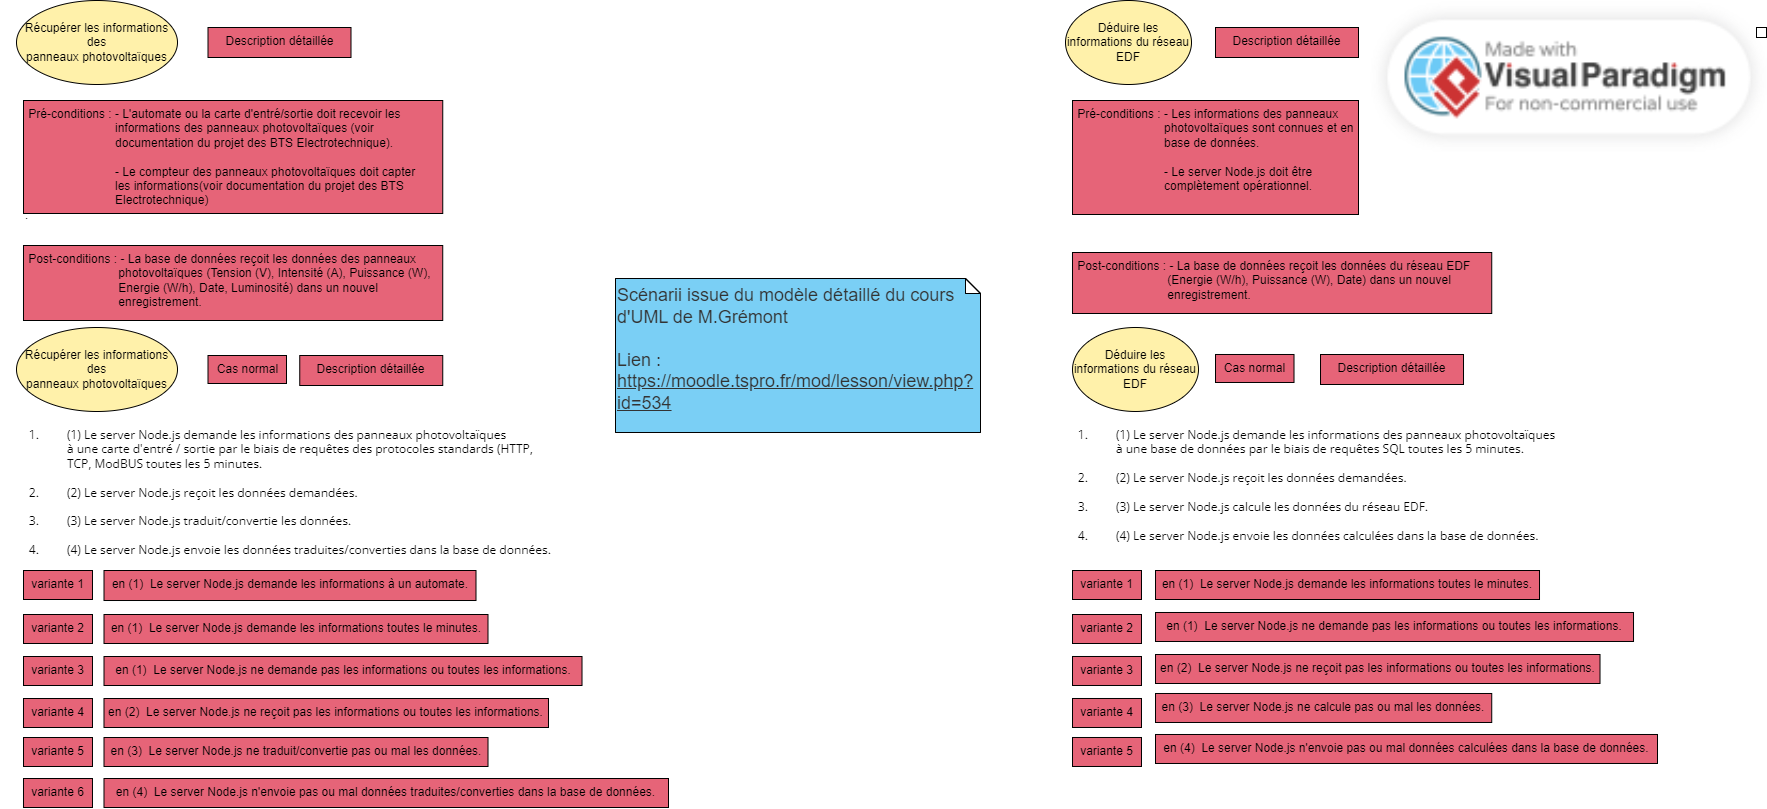 Récupérer les informations
des
panneaux photovoltaïques
Description détaillée
Pré-conditions : - L'automate ou la carte d'entré/sortie doit recevoir les
informations des panneaux photovoltaïques (voir
documentation du projet des BTS Electrotechnique).
- Le compteur des panneaux photovoltaïques doit capter
les informations(voir documentation du projet des BTS
Electrotechnique)
.
Post-conditions : - La base de données reçoit les données des panneaux
photovoltaïques (Tension (V), Intensité (A), Puissance (W),
Energie (W/h), Date, Luminosité) dans un nouvel
enregistrement.
Récupérer les informations
des
panneaux photovoltaïques
Cas normal
Description détaillée
1. (1) Le server Node.js demande les informations des panneaux photovoltaïques
à une carte d'entré / sortie par le biais de requêtes des protocoles standards (HTTP,
TCP, ModBUS toutes les 5 minutes.
2. (2) Le server Node.js reçoit les données demandées.
3. (3) Le server Node.js traduit/convertie les données.
4. (4) Le server Node.js envoie les données traduites/converties dans la base de données.
variante 1 en (1) Le server Node.js demande les informations à un automate.
variante 2 en (1) Le server Node.js demande les informations toutes le minutes.
variante 3 en (1) Le server Node.js ne demande pas les informations ou toutes les informations.
variante 4 en (2) Le server Node.js ne reçoit pas les informations ou toutes les informations.
variante 5 en (3) Le server Node.js ne traduit/convertie pas ou mal les données.
variante 6 en (4) Le server Node.js n'envoie pas ou mal données traduites/converties dans la base de données.
Scénarii issue du modèle détaillé du cours
d'UML de M.Grémont
Lien :
https://moodle.tspro.fr/mod/lesson/view.php?
id=534
Déduire les
informations du réseau
EDF
Description détaillée
Made with
Visual Paradigm
For non-commercial use
Pré-conditions : - Les informations des panneaux
photovoltaïques sont connues et en
base de données.
- Le server Node.js doit être
complètement opérationnel.
Post-conditions : - La base de données reçoit les données du réseau EDF
(Energie (W/h), Puissance (W), Date) dans un nouvel
enregistrement.
Déduire les
informations du réseau
EDF
Cas normal
Description détaillée
1. (1) Le server Node.js demande les informations des panneaux photovoltaïques
à une base de données par le biais de requêtes SQL toutes les 5 minutes.
2. (2) Le server Node.js reçoit les données demandées.
3. (3) Le server Node.js calcule les données du réseau EDF.
4. (4) Le server Node.js envoie les données calculées dans la base de données.
variante 1 en (1) Le server Node.js demande les informations toutes le minutes.
variante 2 en (1) Le server Node.js ne demande pas les informations ou toutes les informations.
variante 3 en (2) Le server Node.js ne reçoit pas les informations ou toutes les informations.
variante 4 en (3) Le server Node.js ne calcule pas ou mal les données.
variante 5 en (4) Le server Node.js n'envoie pas ou mal données calculées dans la base de données.